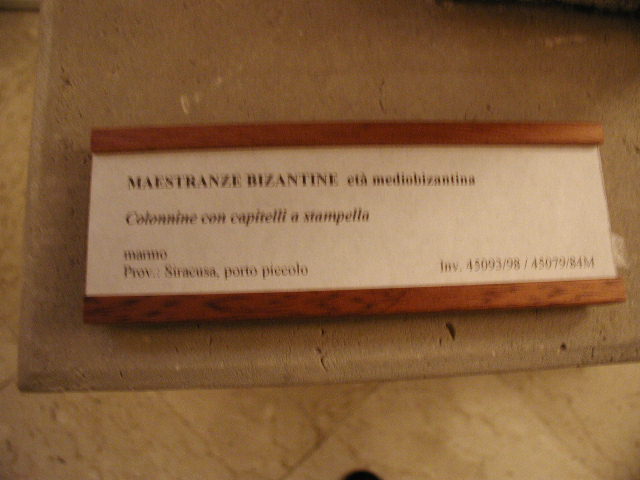 MAESTRANZE BIZANTINE età mediobizantina
Colonnine con capitelli a stampella
marmo
Prov.: Siracusa, porto piccolo
Inv. 45093/98 / 45079/84M